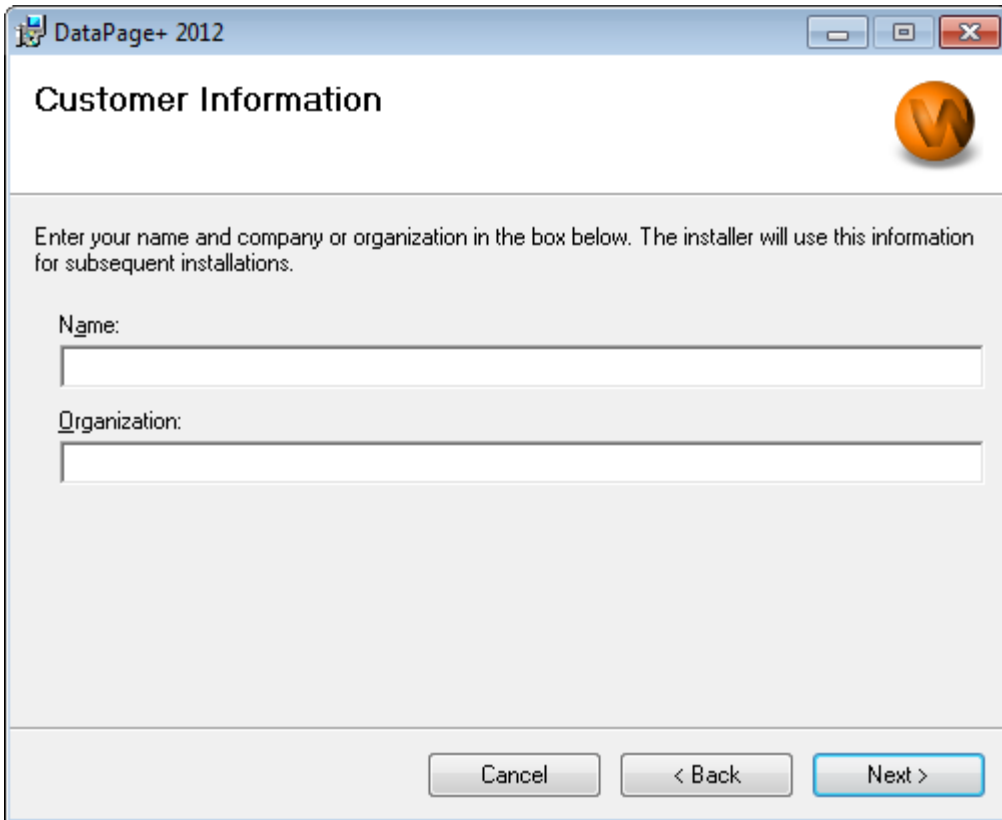 DataPage+ 2012
Customer Information
Enter your name and company or organization in the box below. The installer will use this information
for subsequent installations.
Name:
Organization:
Cancel
< Back
Next >